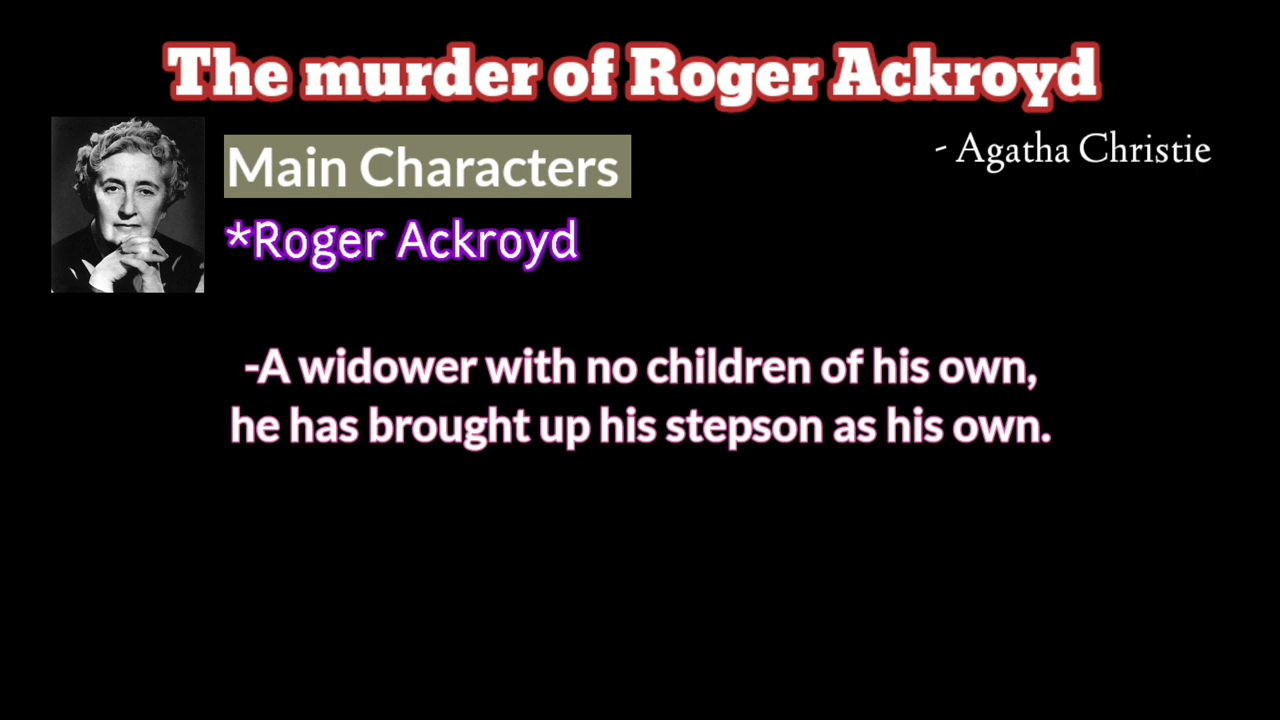 The murder of Roger Ackroyd
- Agatha Christie
Main Characters
*Roger Ackroyd
-A widower with no children of his own,
he has brought up his stepson as his own.